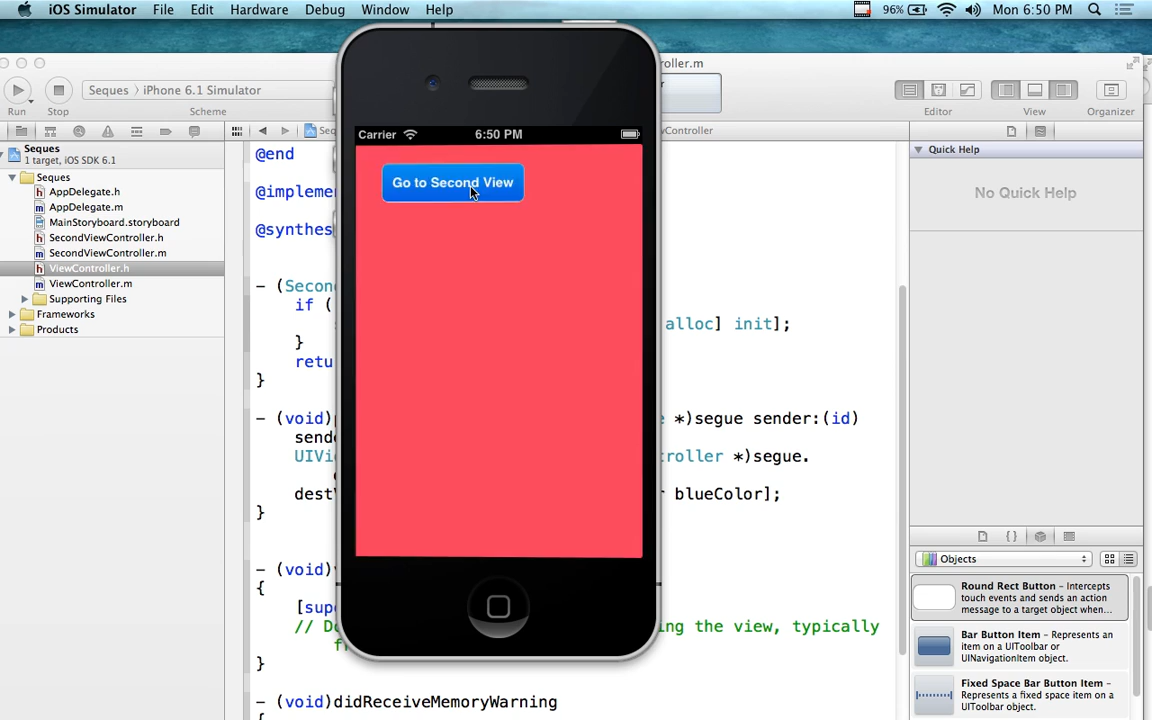 iOS Simulator File Edit Hardware Debug Window Help 96% Mon 6:50 PM
ller.m
Seques › iPhone 6.1 Simulator
Run Stop Scheme Editor View Organizer
Seques
1 target, iOS SDK 6.1
Seques
AppDelegate.h
AppDelegate.m
MainStoryboard.storyboard
SecondViewController.h
SecondViewController.m
ViewController.h
ViewController.m
Supporting Files
Frameworks
Products
Carrier 6:50 PM
Go to Second View
@end
@impleme
@synthes
- (Secon
if (
alloc] init];
}
retu
}
- (void)
*)segue sender:(id)
sende
UIVi
roller *)segue.
dest
blueColor];
}
- (void)
{
[sup
// D
ing the view, typically
}
- (void)didReceiveMemoryWarning
{
Quick Help
No Quick Help
Objects
Round Rect Button – Intercepts
touch events and sends an action
message to a target object when...
Bar Button Item – Represents an
item on a UIToolbar or
UINavigationItem object.
Fixed Space Bar Button Item –
Represents a fixed space item on a
UIToolbar object.